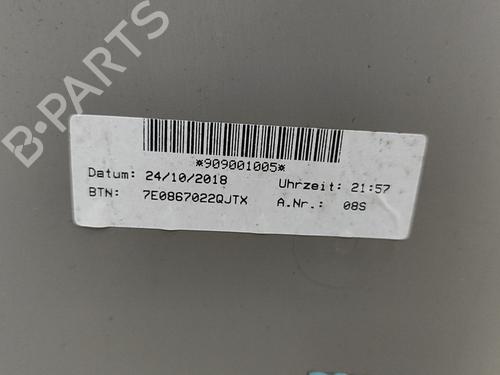 B-PARTS
*909001005*
Datum: 24/10/2018 Uhrzeit: 21:57
BTN: 7E0867022QJTX A.Nr.: 08S